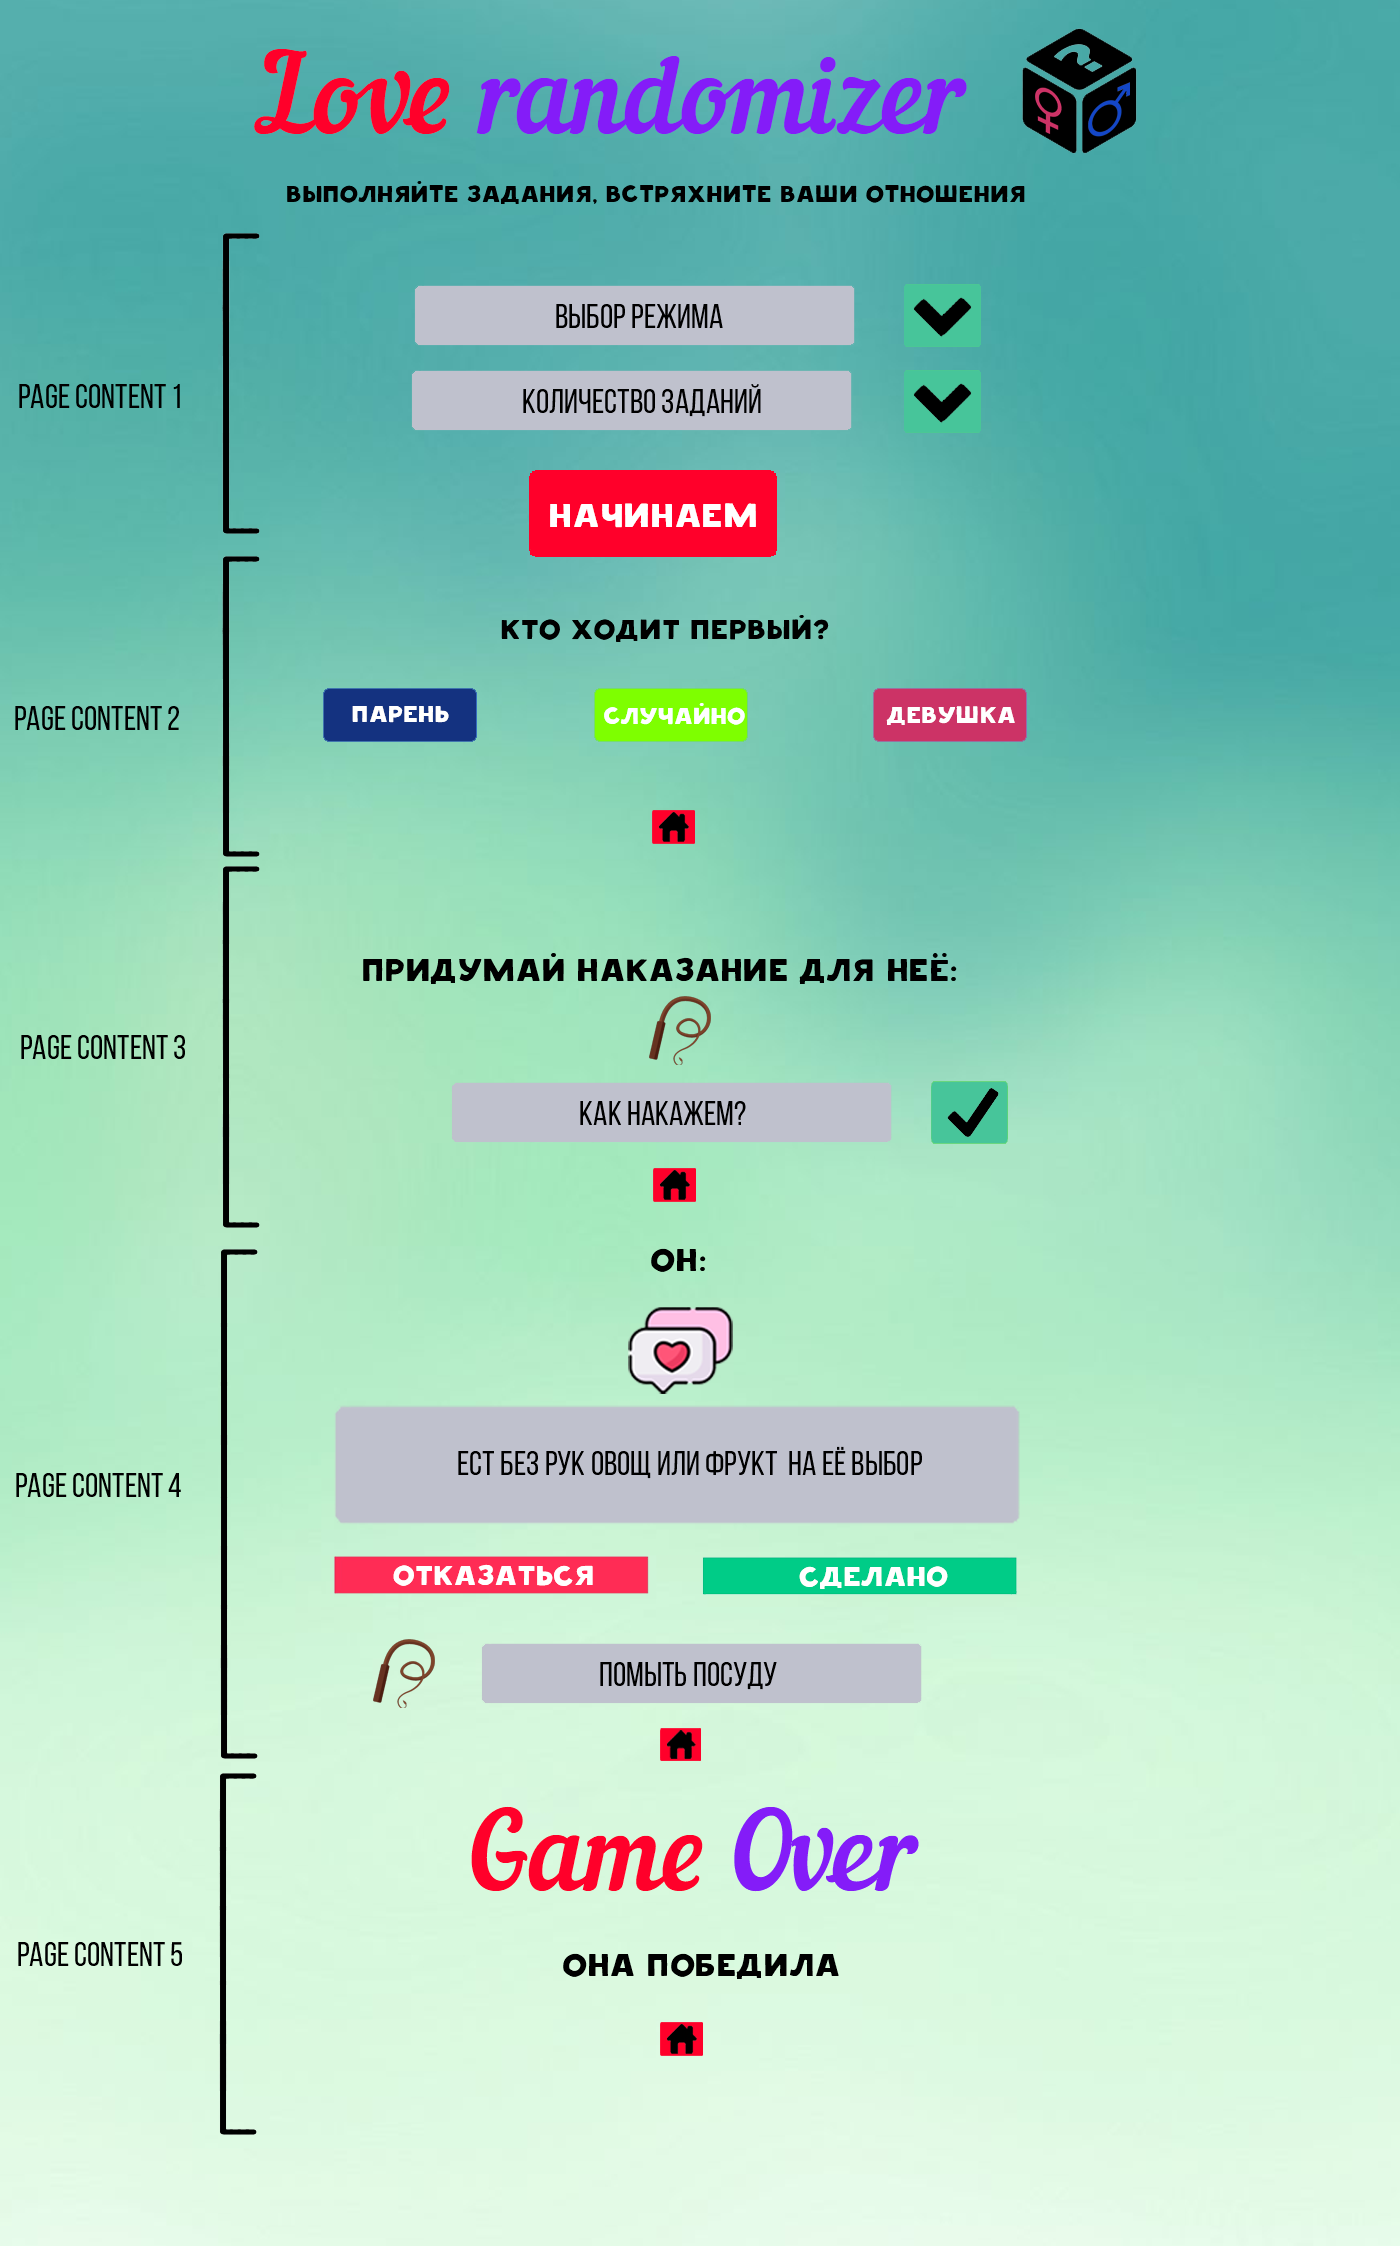 Love randomizer
ВЫПОЛНЯЙТЕ ЗАДАНИЯ, ВСТРЯХНИТЕ ВАШИ ОТНОШЕНИЯ
ВЫБОР РЕЖИМА
PAGE CONTENT 1
КОЛИЧЕСТВО ЗАДАНИЙ
НАЧИНАЕМ
КТО ХОДИТ ПЕРВЫЙ?
PAGE CONTENT 2
ПАРЕНЬ
СЛУЧАЙНО
ДЕВУШКА
ПРИДУМАЙ НАКАЗАНИЕ ДЛЯ НЕЁ:
PAGE CONTENT 3
КАК НАКАЖЕМ?
ОН:
ЕСТ БЕЗ РУК ОВОЩ ИЛИ ФРУКТ НА ЕЁ ВЫБОР
PAGE CONTENT 4
ОТКАЗАТЬСЯ
СДЕЛАНО
ПОМЫТЬ ПОСУДУ
Game Over
PAGE CONTENT 5
ОНА ПОБЕДИЛА